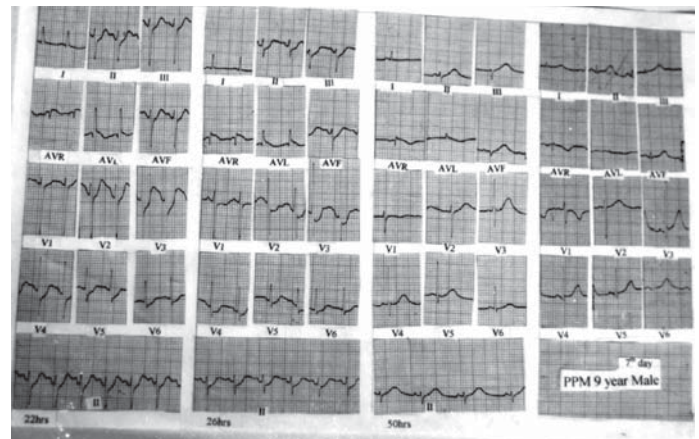 I II III I II III I II III I II III
AVR AVL AVF AVR AVL AVF AVR AVL AVF AVR AVL AVF
V1 V2 V3 V1 V2 V3 V1 V2 V3 V1 V2 V3
V4 V5 V6 V4 V5 V6 V4 V5 V6 V4 V5 V6
7th day
PPM 9 year Male
II II II
22hrs 26hrs 50hrs